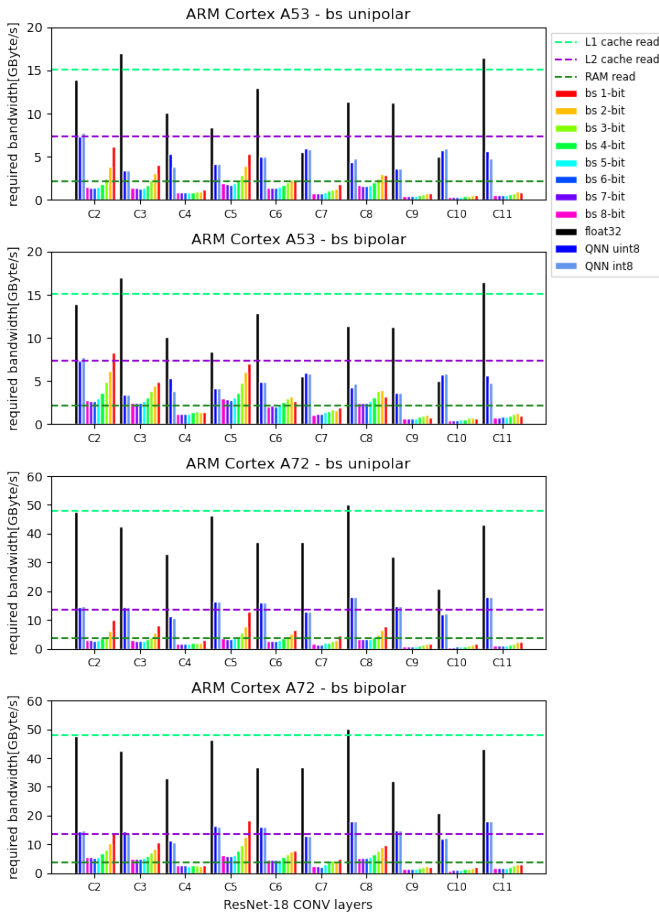 ARM Cortex A53 - bs unipolar
required bandwidth[GByte/s]
20
15
10
5
0
C2 C3 C4 C5 C6 C7 C8 C9 C10 C11
L1 cache read
L2 cache read
RAM read
bs 1-bit
bs 2-bit
bs 3-bit
bs 4-bit
bs 5-bit
bs 6-bit
bs 7-bit
bs 8-bit
float32
QNN uint8
QNN int8
ARM Cortex A53 - bs bipolar
required bandwidth[GByte/s]
20
15
10
5
0
C2 C3 C4 C5 C6 C7 C8 C9 C10 C11
ARM Cortex A72 - bs unipolar
required bandwidth[GByte/s]
60
50
40
30
20
10
0
C2 C3 C4 C5 C6 C7 C8 C9 C10 C11
ARM Cortex A72 - bs bipolar
required bandwidth[GByte/s]
60
50
40
30
20
10
0
C2 C3 C4 C5 C6 C7 C8 C9 C10 C11
ResNet-18 CONV layers